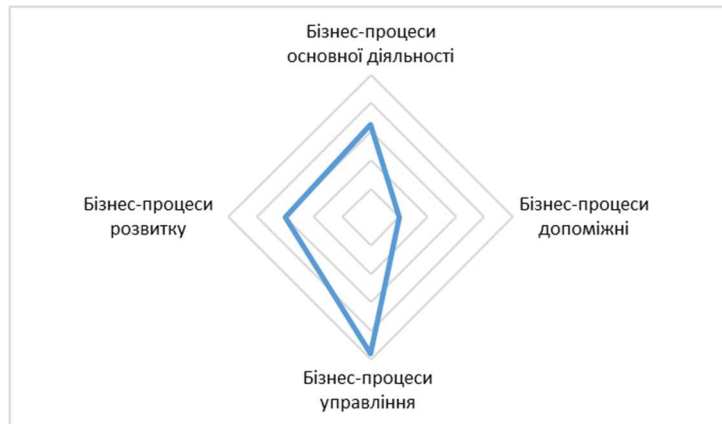 Бізнес-процеси
основної діяльності
Бізнес-процеси
розвитку
Бізнес-процеси
допоміжні
Бізнес-процеси
управління